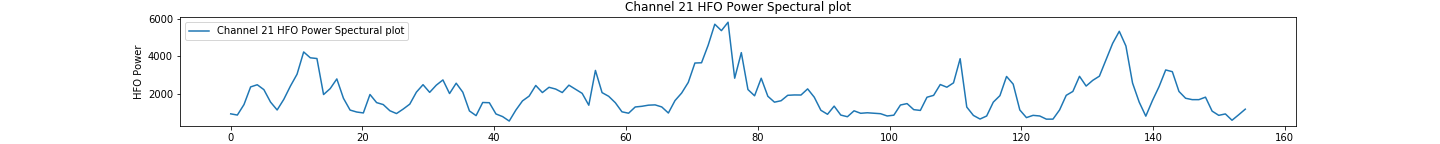 Channel 21 HFO Power Spectural plot
Channel 21 HFO Power Spectural plot
HFO Power
6000
4000
2000
0 20 40 60 80 100 120 140 160